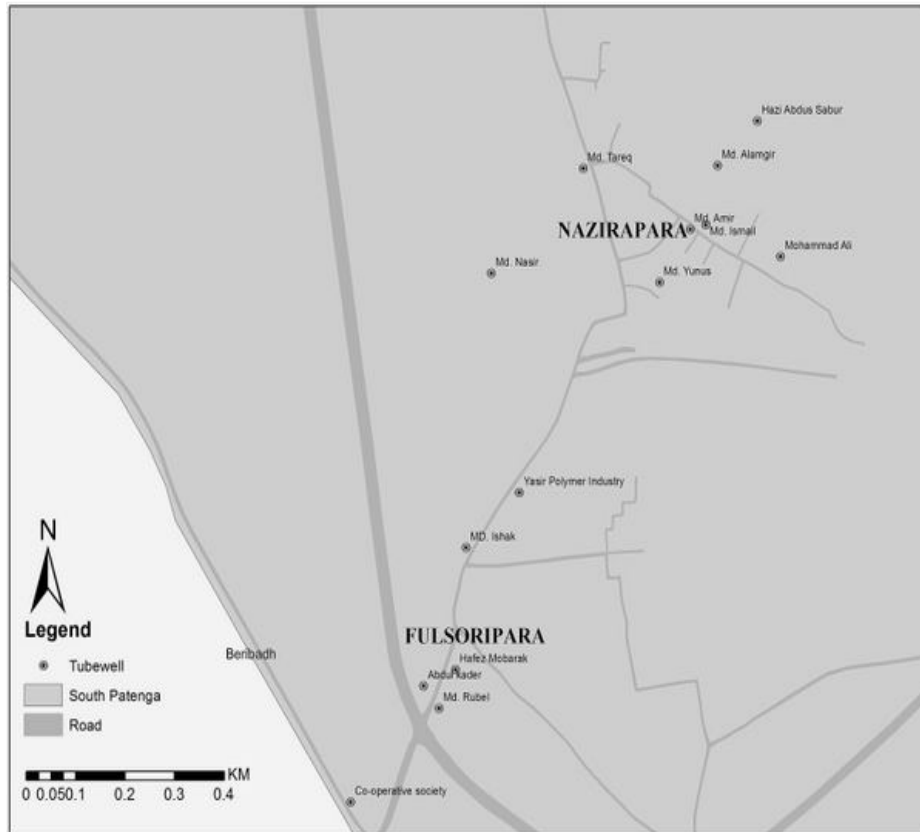 Hazi Abdus Sabur
Md. Tareq
Md. Alamgir
Md. Amir
NAZIRAPARA
Md. Ismail
Mohammad Ali
Md. Nasir
Md. Yunus
Yasir Polymer Industry
MD. Ishak
N
Legend
Tubewell
South Patenga
Road
KM
0 0.050.1 0.2 0.3 0.4
FULSORIPARA
Beribadh
Hafez Mobarak
Abdul kader
Md. Rubel
Co-operative society